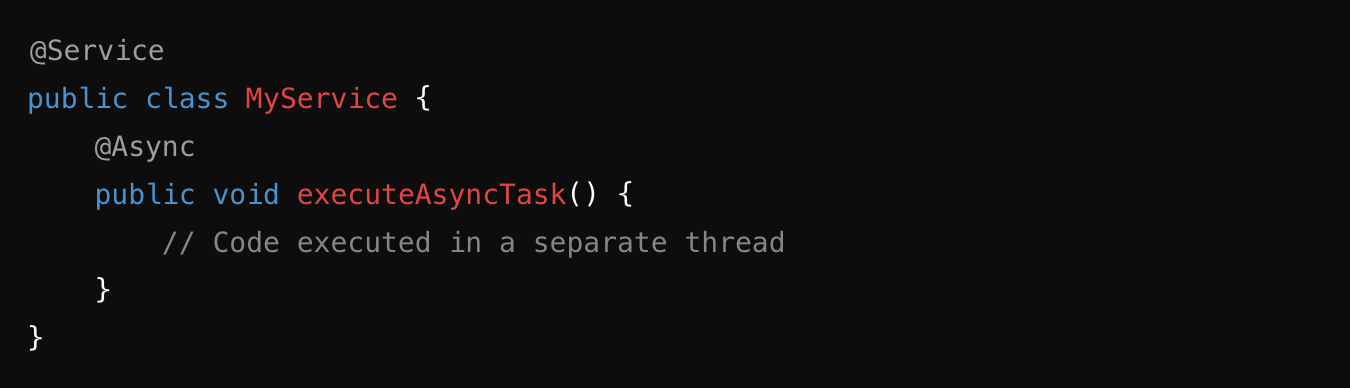 @Service
public class MyService {
    @Async
    public void executeAsyncTask() {
        // Code executed in a separate thread
    }
}